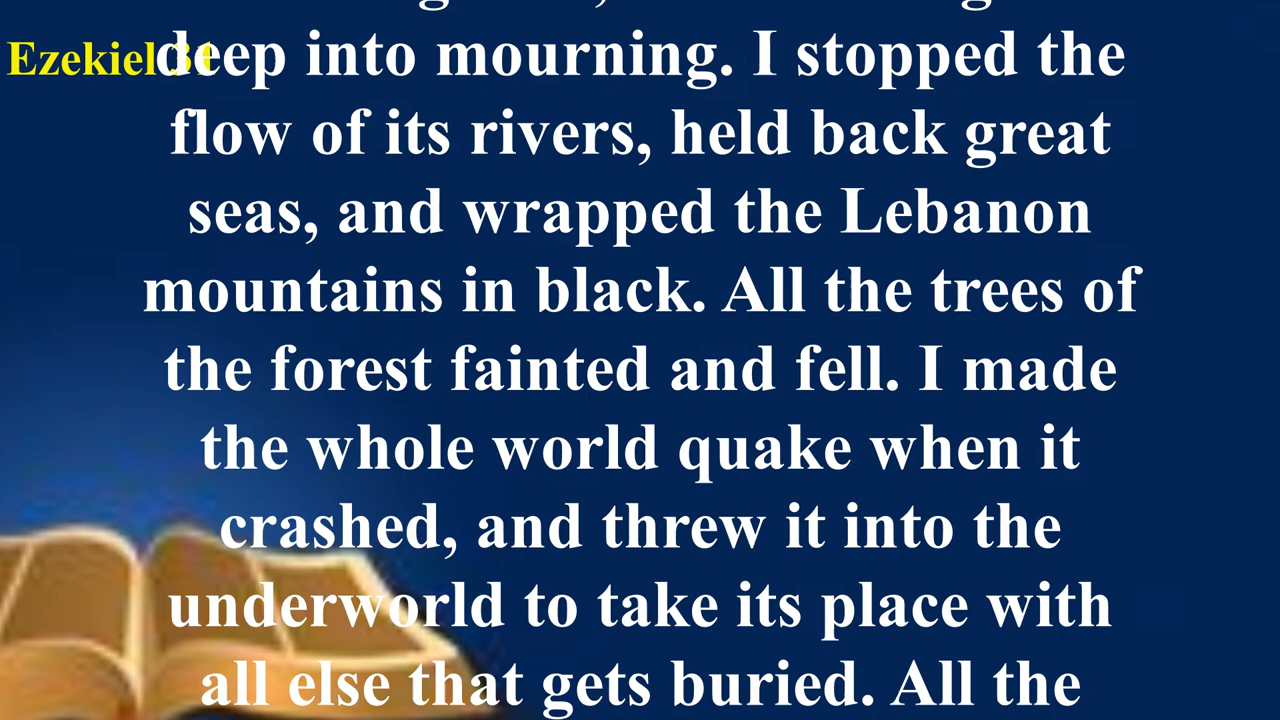 Ezekiel 31
deep into mourning. I stopped the
flow of its rivers, held back great
seas, and wrapped the Lebanon
mountains in black. All the trees of
the forest fainted and fell. I made
the whole world quake when it
crashed, and threw it into the
underworld to take its place with
all else that gets buried. All the